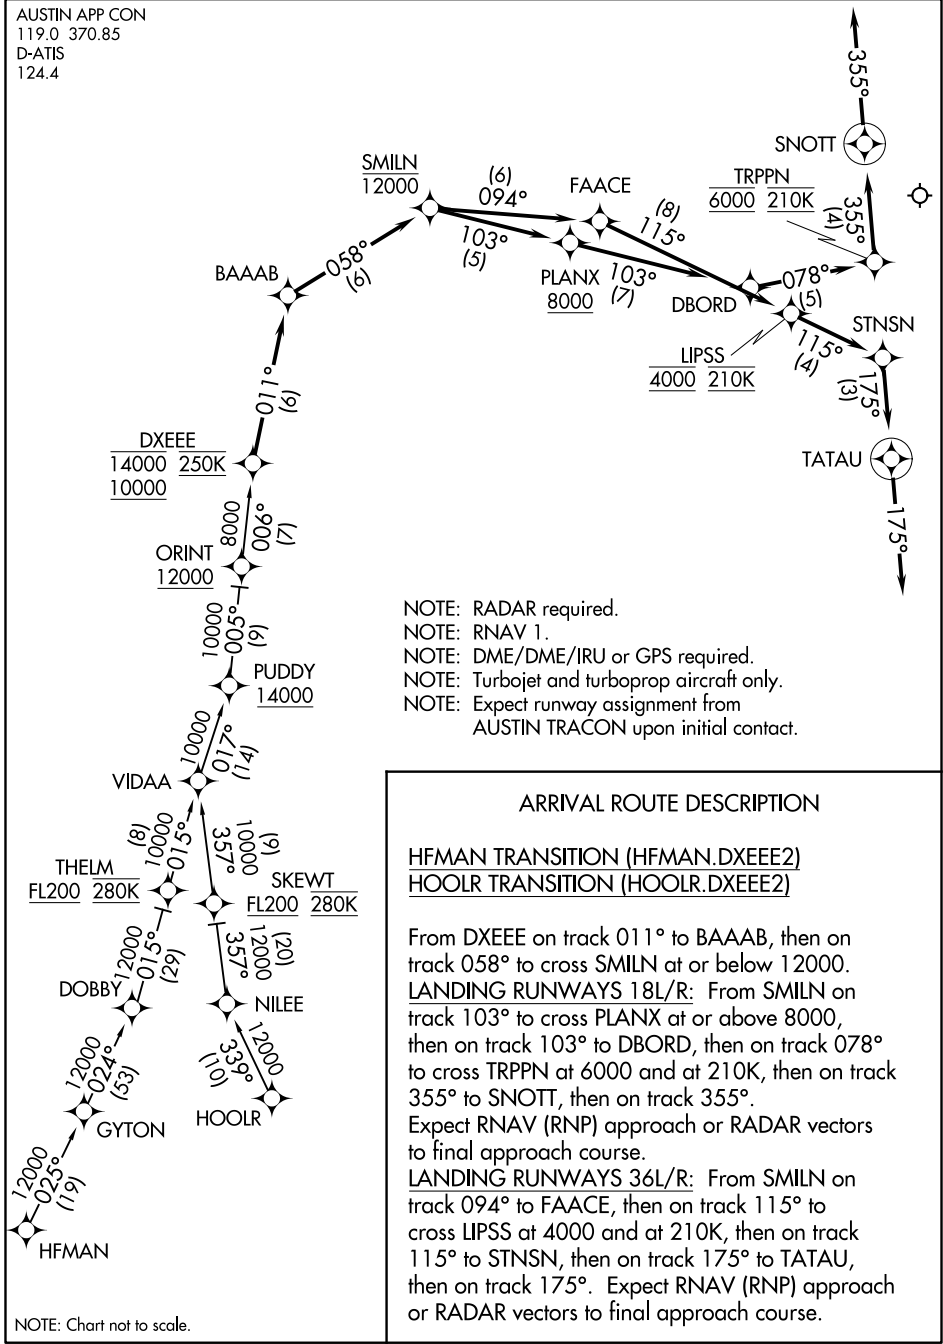 AUSTIN APP CON
119.0 370.85
D-ATIS
124.4
355°
SNOTT
TRPPN
6000 210K
355°
(4)
SMILN
12000
(6)
094°
FAACE
(8)
115°
103°
(5)
PLANX
8000
103°
(7)
DBORD
078°
(5)
BAAAB
058°
(6)
LIPSS
4000 210K
115°
(4)
STNSN
175°
(3)
TATAU
175°
011°
(6)
DXEEE
14000 250K
10000
8000
006°
(7)
ORINT
12000
10000
005°
(9)
PUDDY
14000
10000
017°
(14)
VIDAA
(8)
10000
015°
357°
10000
(9)
THELM
FL200 280K
SKEWT
FL200 280K
12000
015°
(29)
357°
12000
(20)
DOBBY
NILEE
12000
024°
(53)
12000
339°
(10)
GYTON
HOOLR
12000
025°
(19)
HFMAN
NOTE: RADAR required.
NOTE: RNAV 1.
NOTE: DME/DME/IRU or GPS required.
NOTE: Turbojet and turboprop aircraft only.
NOTE: Expect runway assignment from
AUSTIN TRACON upon initial contact.
ARRIVAL ROUTE DESCRIPTION
HFMAN TRANSITION (HFMAN.DXEEE2)
HOOLR TRANSITION (HOOLR.DXEEE2)
From DXEEE on track 011° to BAAAB, then on
track 058° to cross SMILN at or below 12000.
LANDING RUNWAYS 18L/R: From SMILN on
track 103° to cross PLANX at or above 8000,
then on track 103° to DBORD, then on track 078°
to cross TRPPN at 6000 and at 210K, then on track
355° to SNOTT, then on track 355°.
Expect RNAV (RNP) approach or RADAR vectors
to final approach course.
LANDING RUNWAYS 36L/R: From SMILN on
track 094° to FAACE, then on track 115° to
cross LIPSS at 4000 and at 210K, then on track
115° to STNSN, then on track 175° to TATAU,
then on track 175°. Expect RNAV (RNP) approach
or RADAR vectors to final approach course.
NOTE: Chart not to scale.